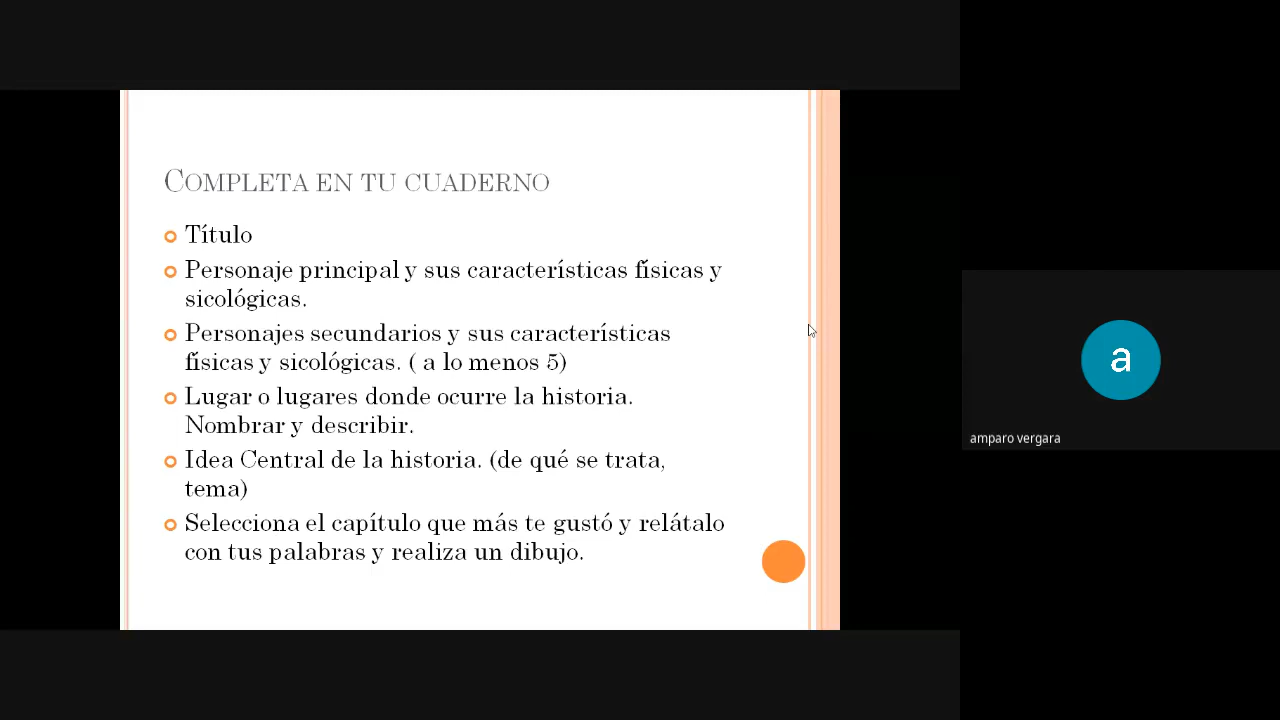 COMPLETA EN TU CUADERNO
Título
Personaje principal y sus características físicas y
sicológicas.
Personajes secundarios y sus características
físicas y sicológicas. ( a lo menos 5)
Lugar o lugares donde ocurre la historia.
Nombrar y describir.
Idea Central de la historia. (de qué se trata,
tema)
Selecciona el capítulo que más te gustó y relátalo
con tus palabras y realiza un dibujo.
a
amparo vergara